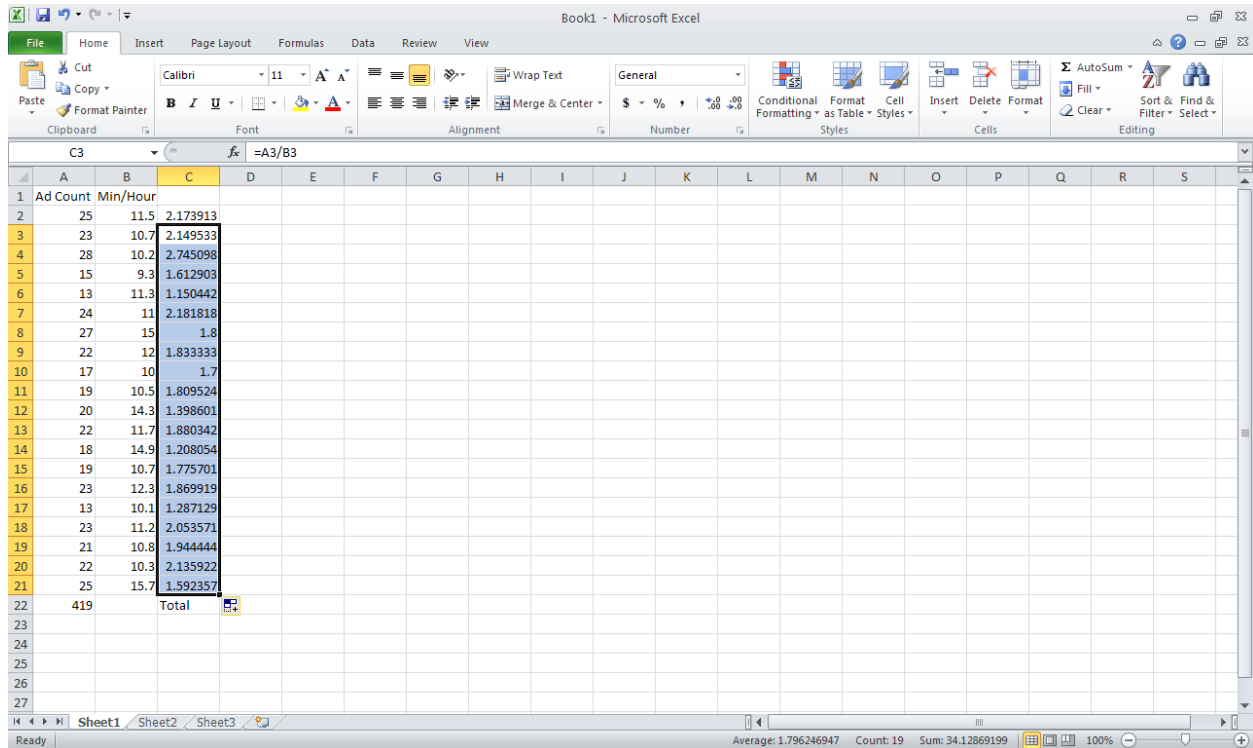 Book1 - Microsoft Excel
File Home Insert Page Layout Formulas Data Review View
Paste
Cut
Copy
Format Painter
Clipboard
Calibri 11 A A
B I U A
Font
Wrap Text
Merge & Center
Alignment
General
$ % , .0 .00 .00 .0
Number
Conditional Formatting
Format as Table
Cell Styles
Styles
Insert Delete Format
Cells
Σ AutoSum
Fill
Clear
Sort & Filter
Find & Select
Editing
C3 fx =A3/B3
A B C D E F G H I J K L M N O P Q R S
1 Ad Count Min/Hour
2 25 11.5 2.173913
3 23 10.7 2.149533
4 28 10.2 2.745098
5 15 9.3 1.612903
6 13 11.3 1.150442
7 24 11 2.181818
8 27 15 1.8
9 22 12 1.833333
10 17 10 1.7
11 19 10.5 1.809524
12 20 14.3 1.398601
13 22 11.7 1.880342
14 18 14.9 1.208054
15 19 10.7 1.775701
16 23 12.3 1.869919
17 13 10.1 1.287129
18 23 11.2 2.053571
19 21 10.8 1.944444
20 22 10.3 2.135922
21 25 15.7 1.592357
22 419 Total
23
24
25
26
27
Sheet1 Sheet2 Sheet3
Ready Average: 1.796246947 Count: 19 Sum: 34.12869199 100%